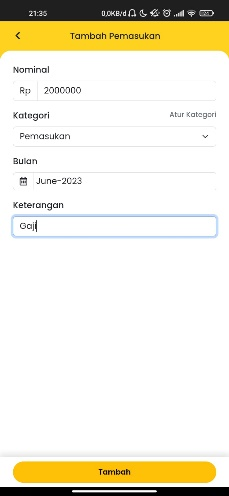 21:35
0,0KB/d
Tambah Pemasukan
Nominal
Rp 2000000
Kategori Atur Kategori
Pemasukan
Bulan
June-2023
Keterangan
Gaji
Tambah